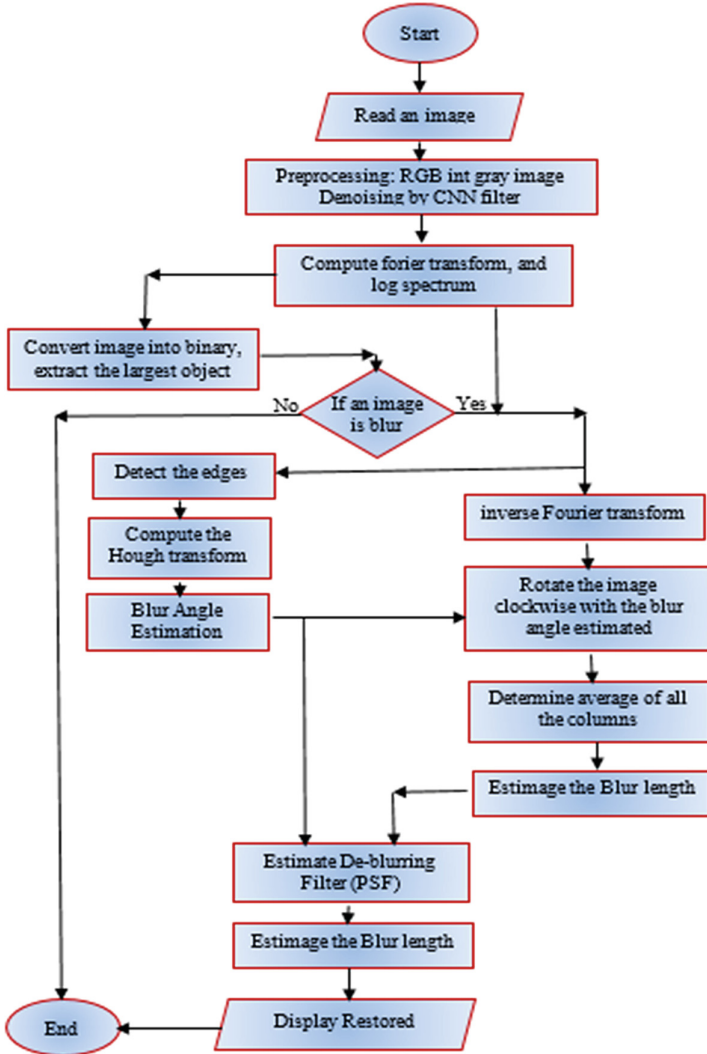 Start
Read an image
Preprocessing: RGB int gray image
Denoising by CNN filter
Compute forier transform, and
log spectrum
Convert image into binary,
extract the largest object
If an image
is blur
No
Yes
Detect the edges
inverse Fourier transform
Compute the
Hough transform
Rotate the image
clockwise with the blur
angle estimated
Blur Angle
Estimation
Determine average of all
the columns
Estimage the Blur length
Estimate De-blurring
Filter (PSF)
Estimage the Blur length
Display Restored
End